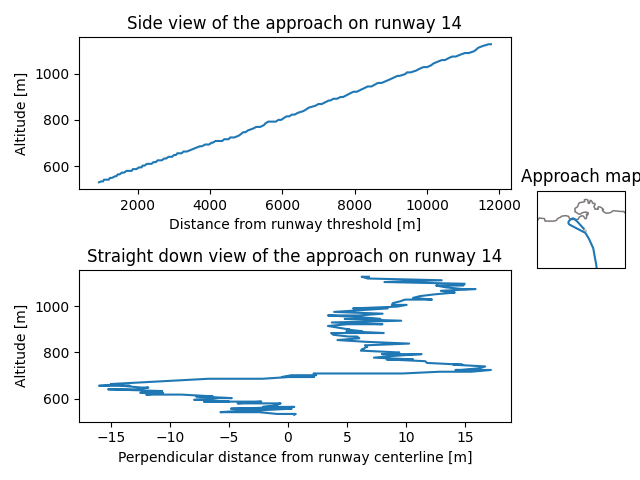 Side view of the approach on runway 14
Altitude [m]
1000
800
600
2000 4000 6000 8000 10000 12000
Distance from runway threshold [m]
Approach map
Straight down view of the approach on runway 14
Altitude [m]
1000
800
600
−15 −10 −5 0 5 10 15
Perpendicular distance from runway centerline [m]